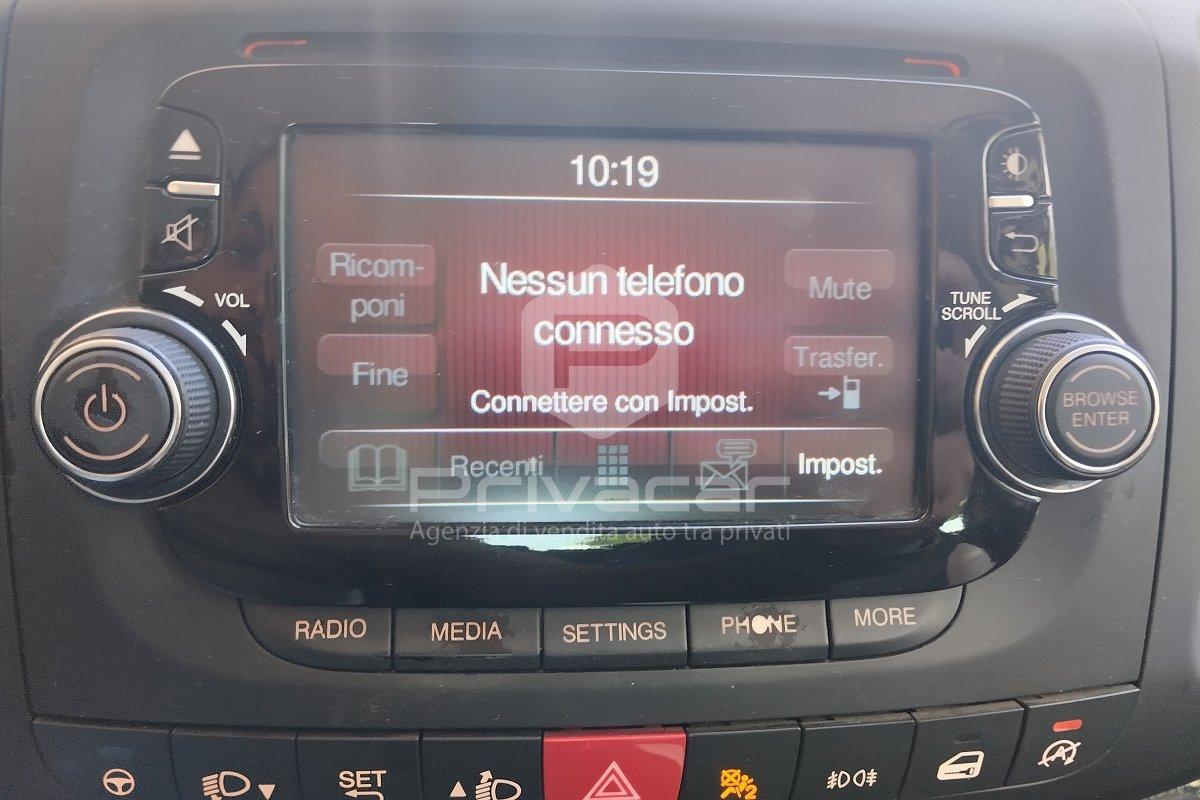 10:19
Ricom-
poni
Nessun telefono
connesso
Mute
Fine
Trasfer.
Connettere con Impost.
Recenti
Impost.
VOL
TUNE
SCROLL
BROWSE
ENTER
Privacar
Agenzia di vendita auto tra privati
RADIO
MEDIA
SETTINGS
PHONE
MORE
SET
2